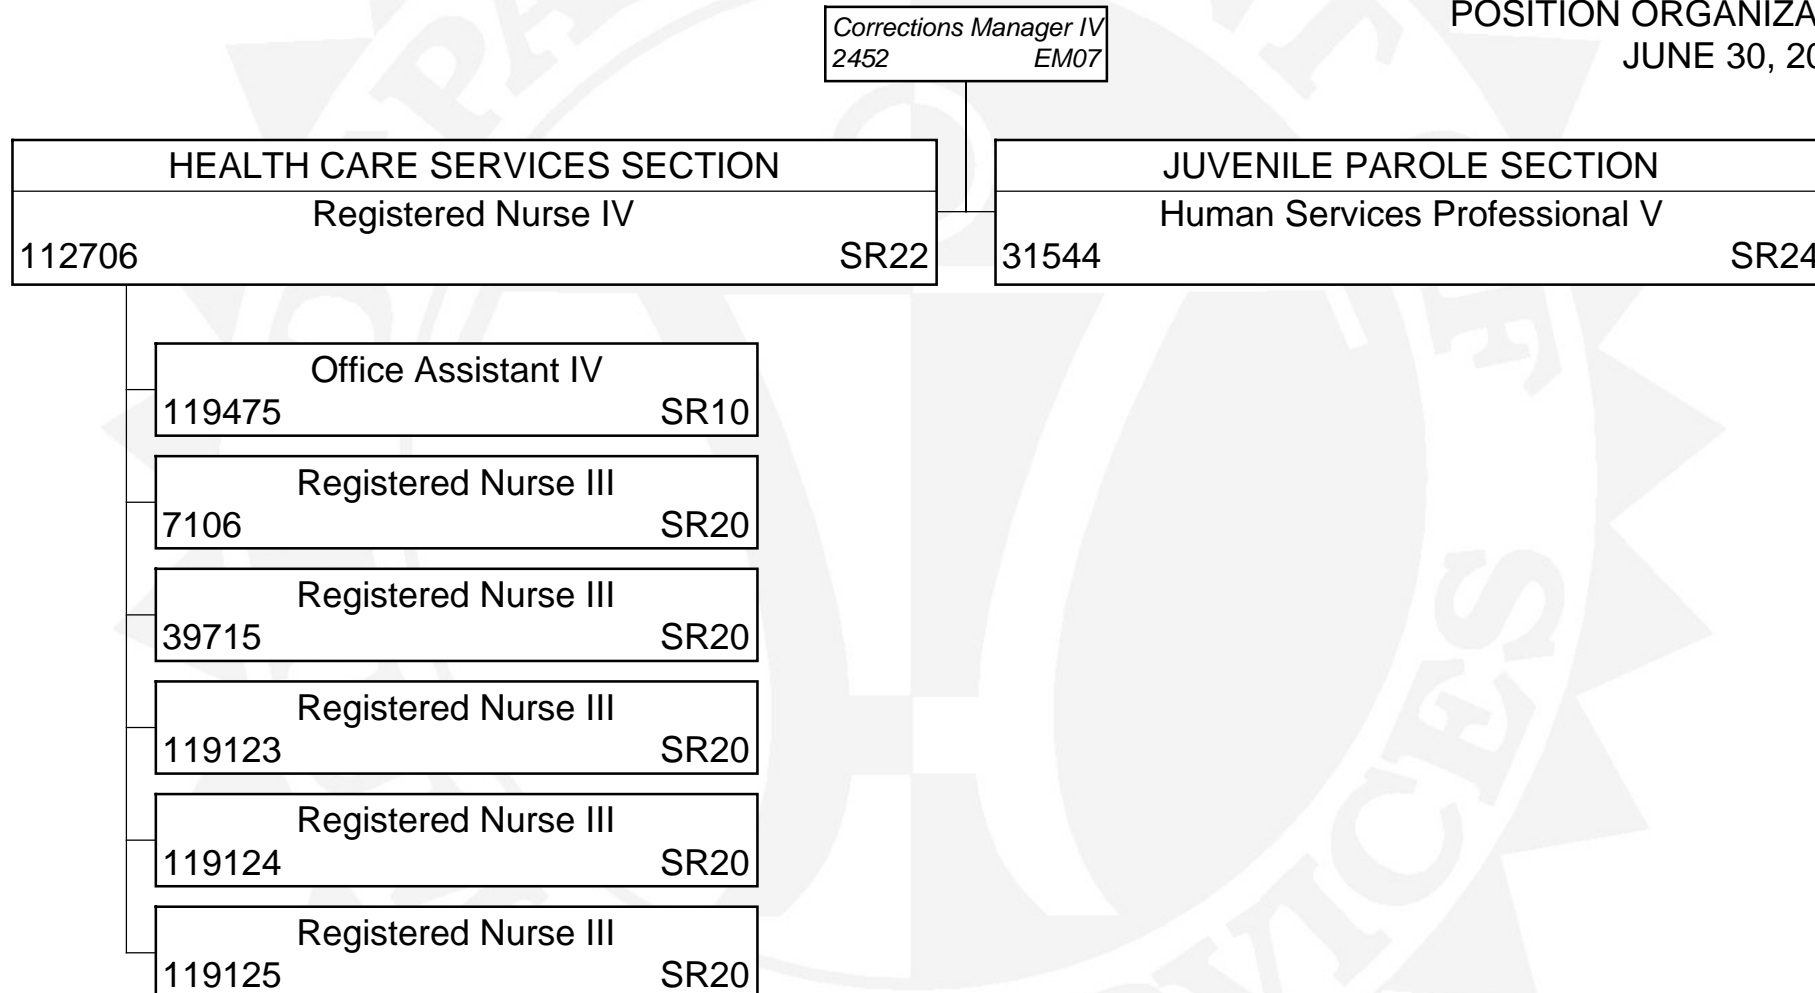 POSITION ORGANIZA
JUNE 30, 20
Corrections Manager IV
2452 EM07
HEALTH CARE SERVICES SECTION
Registered Nurse IV
112706 SR22
JUVENILE PAROLE SECTION
Human Services Professional V
31544 SR24
Office Assistant IV
119475 SR10
Registered Nurse III
7106 SR20
Registered Nurse III
39715 SR20
Registered Nurse III
119123 SR20
Registered Nurse III
119124 SR20
Registered Nurse III
119125 SR20